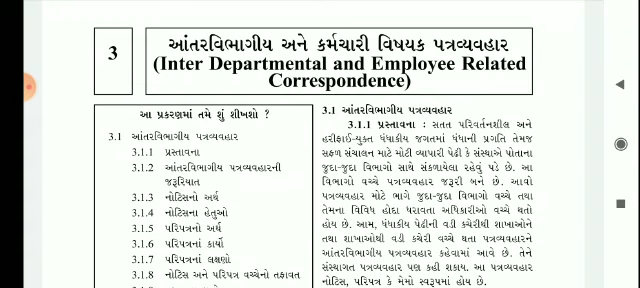 3
આંતરવિભાગીય અને કર્મચારી વિષયક પત્રવ્યવહાર
(Inter Departmental and Employee Related
Correspondence)
આ પ્રકરણમાં તમે શું શીખશો ?
3.1 આંતરવિભાગીય પત્રવ્યવહાર
3.1.1 પ્રસ્તાવના
3.1.2 આંતરવિભાગીય પત્રવ્યવહારની
જરૂરિયાત
3.1.3 નોટિસનો અર્થ
3.1.4 નોટિસના હેતુઓ
3.1.5 પરિપત્રનો અર્થ
3.1.6 પરિપત્રનાં કાર્યો
3.1.7 પરિપત્રનાં લક્ષણો
3.1.8 નોટિસ અને પરિપત્ર વચ્ચેનો તફાવત
3.1 આંતરવિભાગીય પત્રવ્યવહાર
3.1.1 પ્રસ્તાવના : સતત પરિવર્તનશીલ અને
હરીફાઈ-યુક્ત ધંધાકીય જગતમાં ધંધાની પ્રગતિ તેમજ
સફળ સંચાલન માટે મોટી વ્યાપારી પેઢી કે સંસ્થાએ પોતાના
જુદા-જુદા વિભાગો સાથે સંકળાયેલા રહેવું પડે છે. આ
વિભાગો વચ્ચે પત્રવ્યવહાર જરૂરી બને છે. આવો
પત્રવ્યવહાર મોટે ભાગે જુદા-જુદા વિભાગો વચ્ચે તથા
તેમના વિવિધ હોદા ધરાવતા અધિકારીઓ વચ્ચે થતો
હોય છે. આમ, ધંધાકીય પેઢીની વડી કચેરીથી શાખાઓને
તથા શાખાઓથી વડી કચેરી વચ્ચે થતા પત્રવ્યવહારને
આંતરવિભાગીય પત્રવ્યવહાર કહેવામાં આવે છે. તેને
સંસ્થાગત પત્રવ્યવહાર પણ કહી શકાય. આ પત્રવ્યવહાર
નોટિસ, પરિપત્ર કે મેમો સ્વરૂપમાં હોય છે.